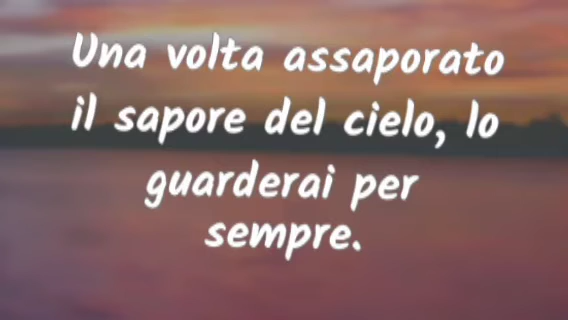 Una volta assaporato
il sapore del cielo, lo
guarderai per
sempre.